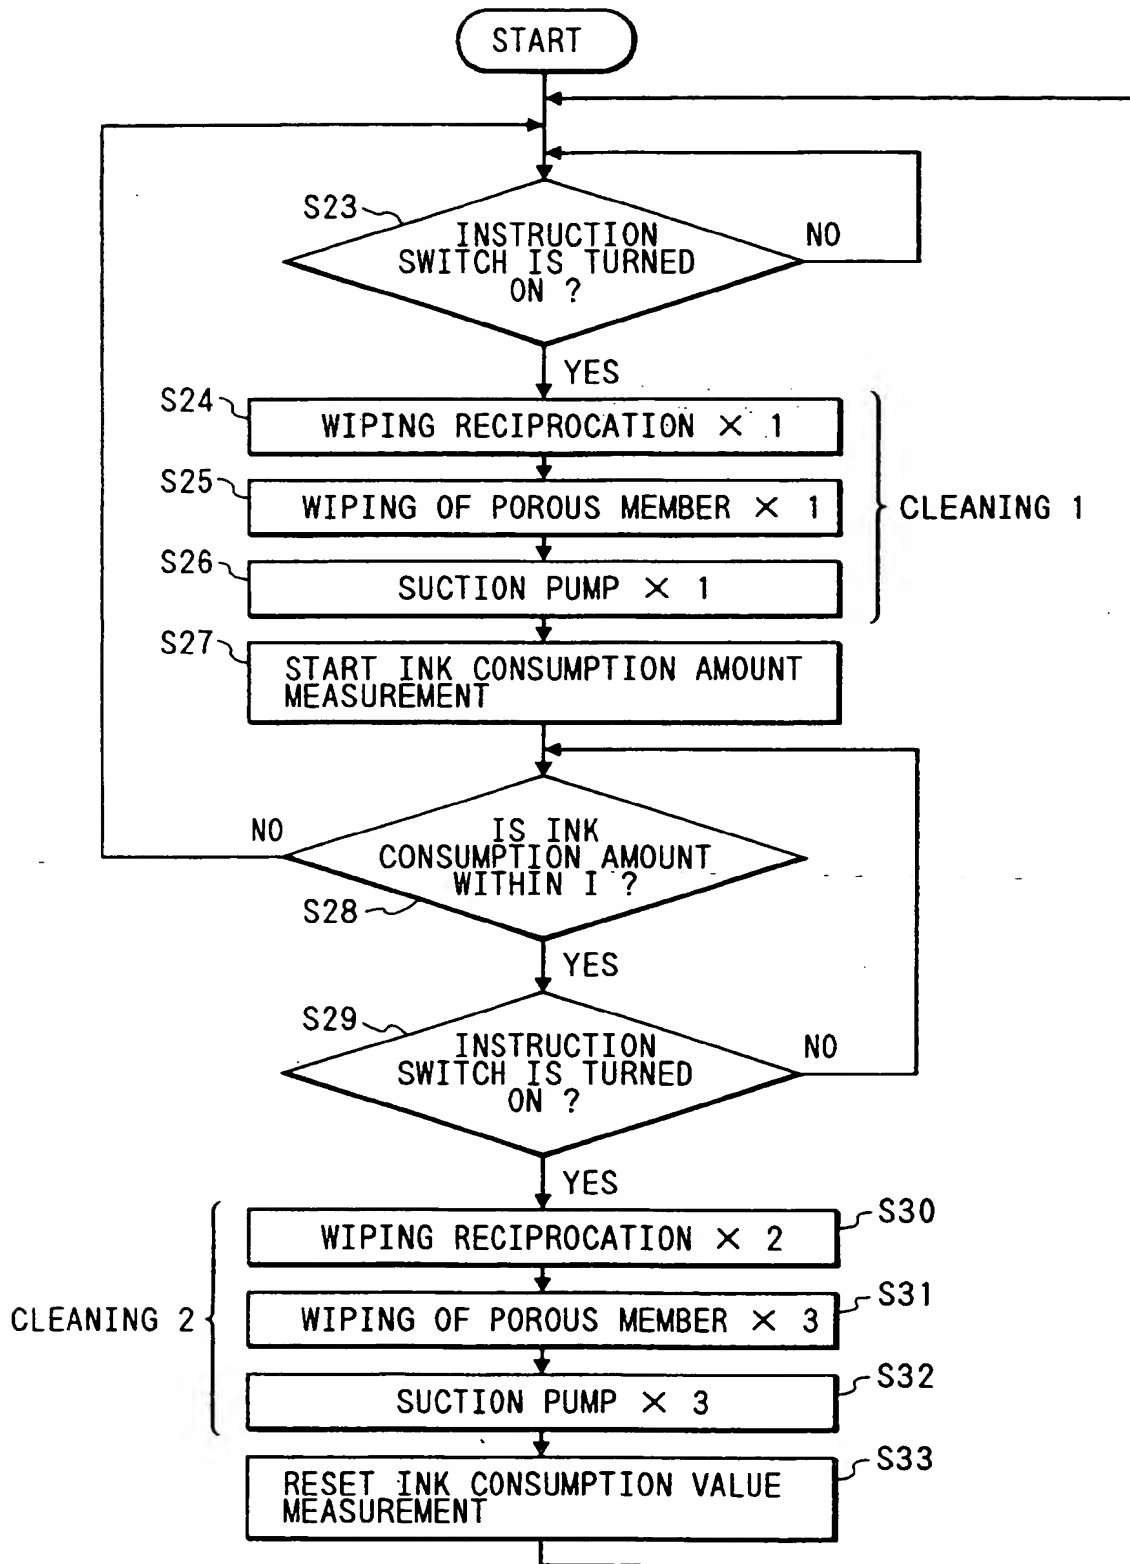 START
S23
INSTRUCTION
SWITCH IS TURNED
ON ?
NO
YES
S24
WIPING RECIPROCATION × 1
S25
WIPING OF POROUS MEMBER × 1
S26
SUCTION PUMP × 1
CLEANING 1
S27
START INK CONSUMPTION AMOUNT
MEASUREMENT
NO
IS INK
CONSUMPTION AMOUNT
WITHIN I ?
S28
YES
S29
INSTRUCTION
SWITCH IS TURNED
ON ?
NO
YES
S30
WIPING RECIPROCATION × 2
S31
WIPING OF POROUS MEMBER × 3
CLEANING 2
S32
SUCTION PUMP × 3
S33
RESET INK CONSUMPTION VALUE
MEASUREMENT